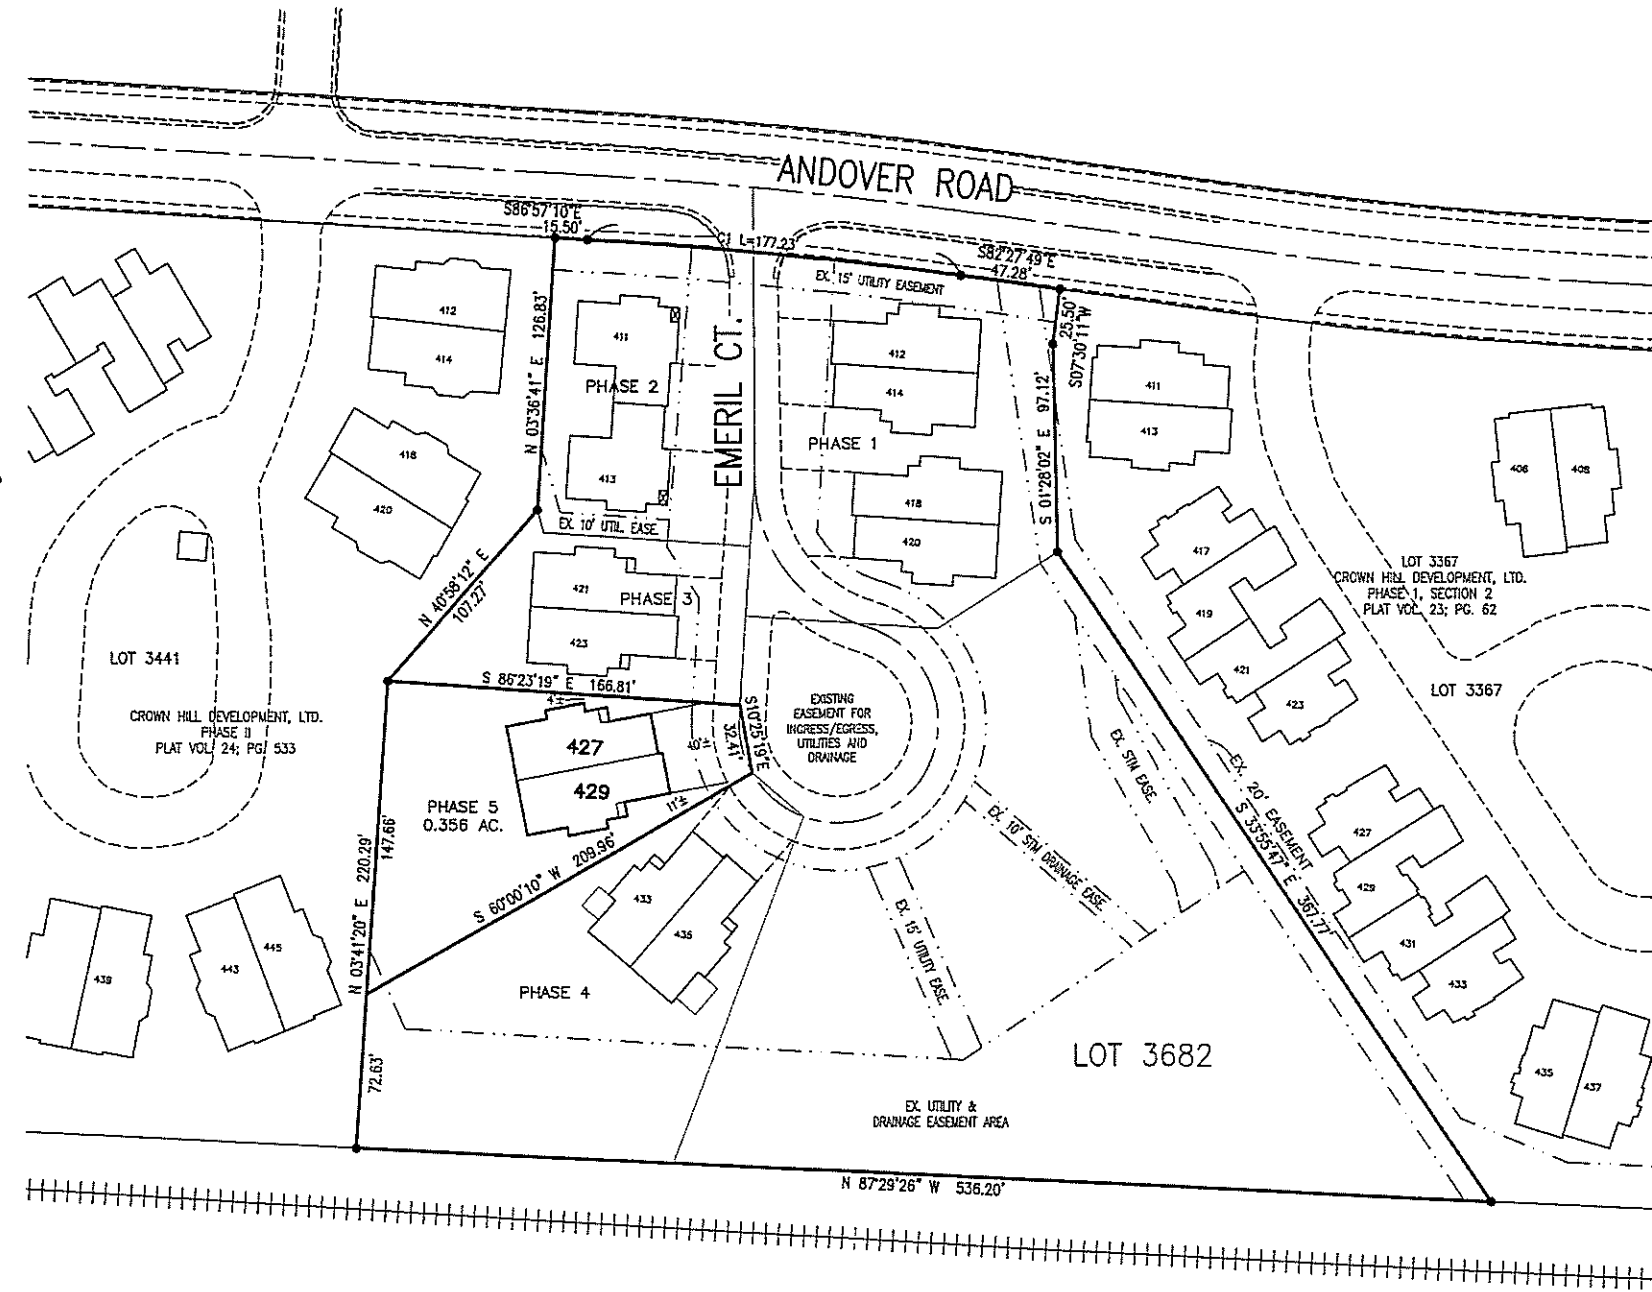 ANDOVER ROAD
S86°57'10"E
15.50'
C1 L=177.23'
S82°27'49"E
47.28'
EX. 15' UTILITY EASEMENT
25.50'
S07°30'11"W
N 03°36'41" E 126.83'
S 01°28'02" E 97.12'
EMERIL CT.
412
414
411
PHASE 2
413
412
414
PHASE 1
411
413
418
420
418
420
406
408
EX. 10' UTIL. EASE.
N 40°58'12" E
107.27'
421
PHASE 3
423
417
419
421
423
LOT 3367
CROWN HILL DEVELOPMENT, LTD.
PHASE 1, SECTION 2
PLAT VOL. 23; PG. 62
LOT 3367
LOT 3441
CROWN HILL DEVELOPMENT, LTD.
PHASE II
PLAT VOL. 24; PG. 533
S 86°23'19" E 166.81'
4'±
S10°25'19"E
32.41'
40'±
EXISTING
EASEMENT FOR
INGRESS/EGRESS,
UTILITIES AND
DRAINAGE
427
429
11'±
PHASE 5
0.356 AC.
EX. STM EASE.
EX. 20' EASEMENT
S 33°55'47" E 367.77'
N 03°41'20" E 220.29'
147.66'
S 60°00'10" W 209.96'
EX. 10' STM DRAINAGE EASE.
EX. 15' UTILITY EASE.
433
435
427
429
431
433
439
443
445
PHASE 4
72.63'
LOT 3682
435
437
EX. UTILITY &
DRAINAGE EASEMENT AREA
N 87°29'26" W 536.20'